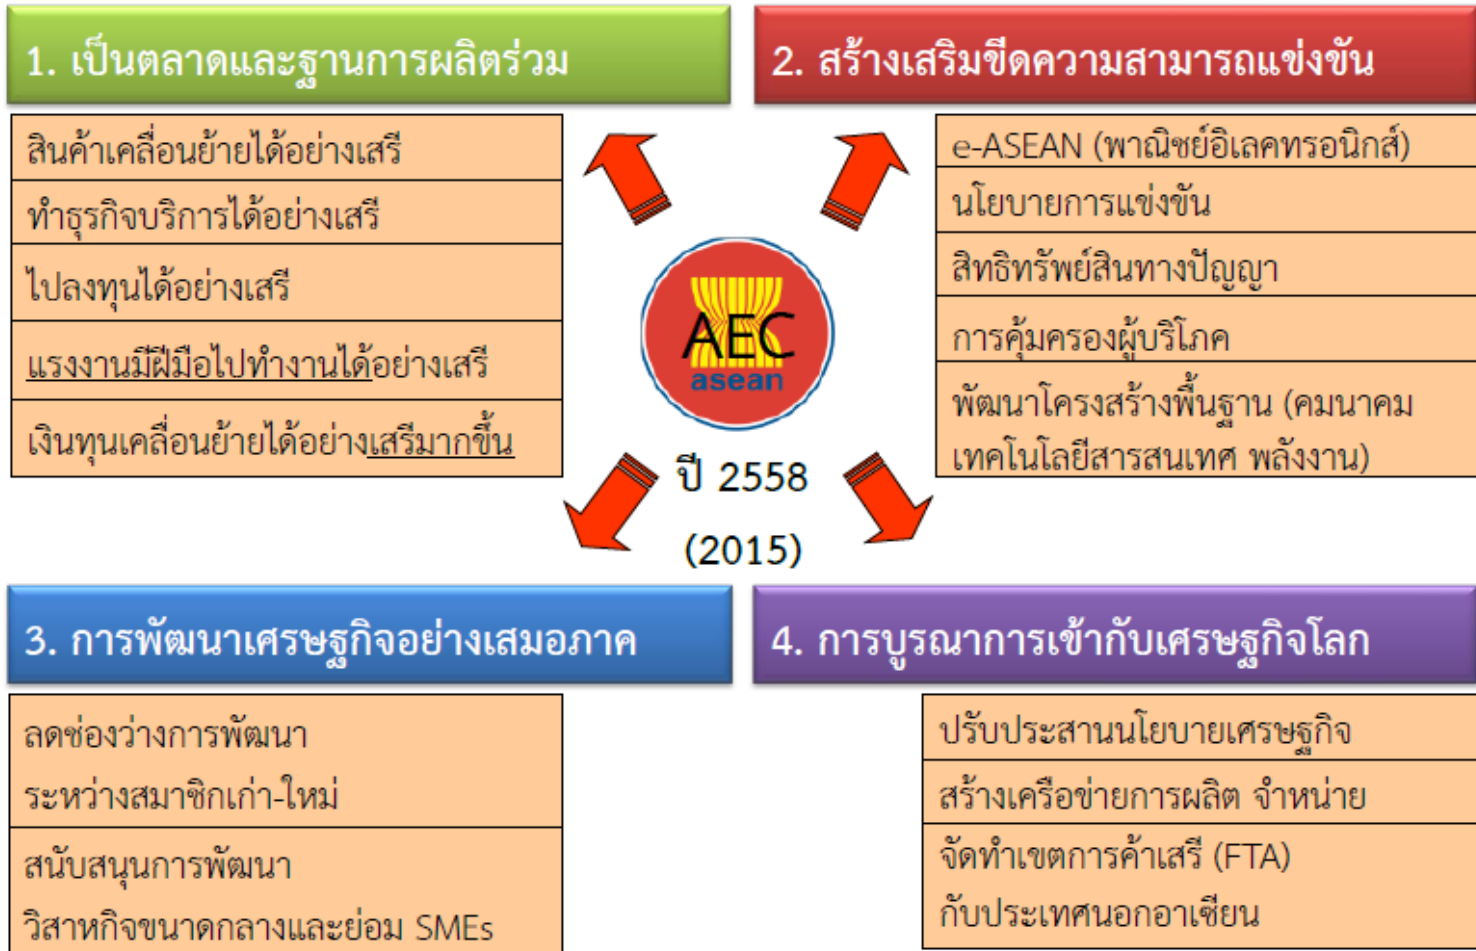 1. เป็นตลาดและฐานการผลิตร่วม
สินค้าเคลื่อนย้ายได้อย่างเสรี
ทำธุรกิจบริการได้อย่างเสรี
ไปลงทุนได้อย่างเสรี
แรงงานมีฝีมือไปทำงานได้อย่างเสรี
เงินทุนเคลื่อนย้ายได้อย่างเสรีมากขึ้น
2. สร้างเสริมขีดความสามารถแข่งขัน
e-ASEAN (พาณิชย์อิเลคทรอนิกส์)
นโยบายการแข่งขัน
สิทธิทรัพย์สินทางปัญญา
การคุ้มครองผู้บริโภค
พัฒนาโครงสร้างพื้นฐาน (คมนาคม
เทคโนโลยีสารสนเทศ พลังงาน)
AEC
asean
ปี 2558
(2015)
3. การพัฒนาเศรษฐกิจอย่างเสมอภาค
ลดช่องว่างการพัฒนา
ระหว่างสมาชิกเก่า-ใหม่
สนับสนุนการพัฒนา
วิสาหกิจขนาดกลางและย่อม SMEs
4. การบูรณาการเข้ากับเศรษฐกิจโลก
ปรับประสานนโยบายเศรษฐกิจ
สร้างเครือข่ายการผลิต จำหน่าย
จัดทำเขตการค้าเสรี (FTA)
กับประเทศนอกอาเซียน